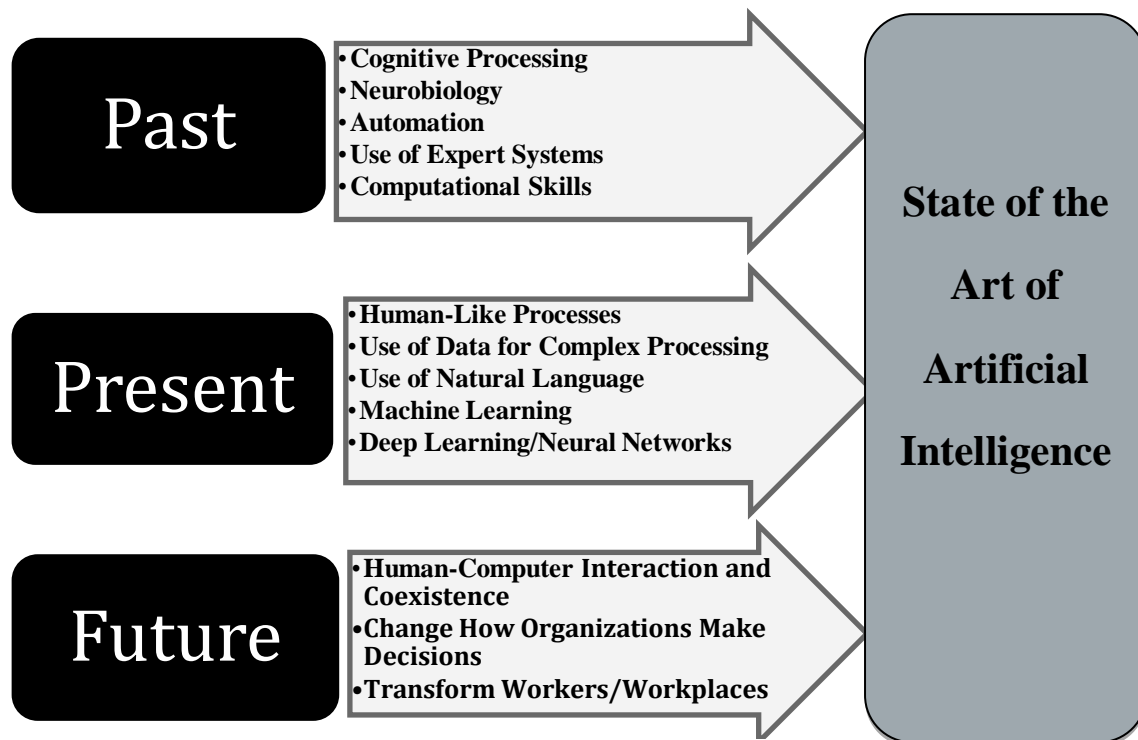 Past
•Cognitive Processing
•Neurobiology
•Automation
•Use of Expert Systems
•Computational Skills
Present
•Human-Like Processes
•Use of Data for Complex Processing
•Use of Natural Language
•Machine Learning
•Deep Learning/Neural Networks
Future
•Human-Computer Interaction and
Coexistence
•Change How Organizations Make
Decisions
•Transform Workers/Workplaces
State of the
Art of
Artificial
Intelligence